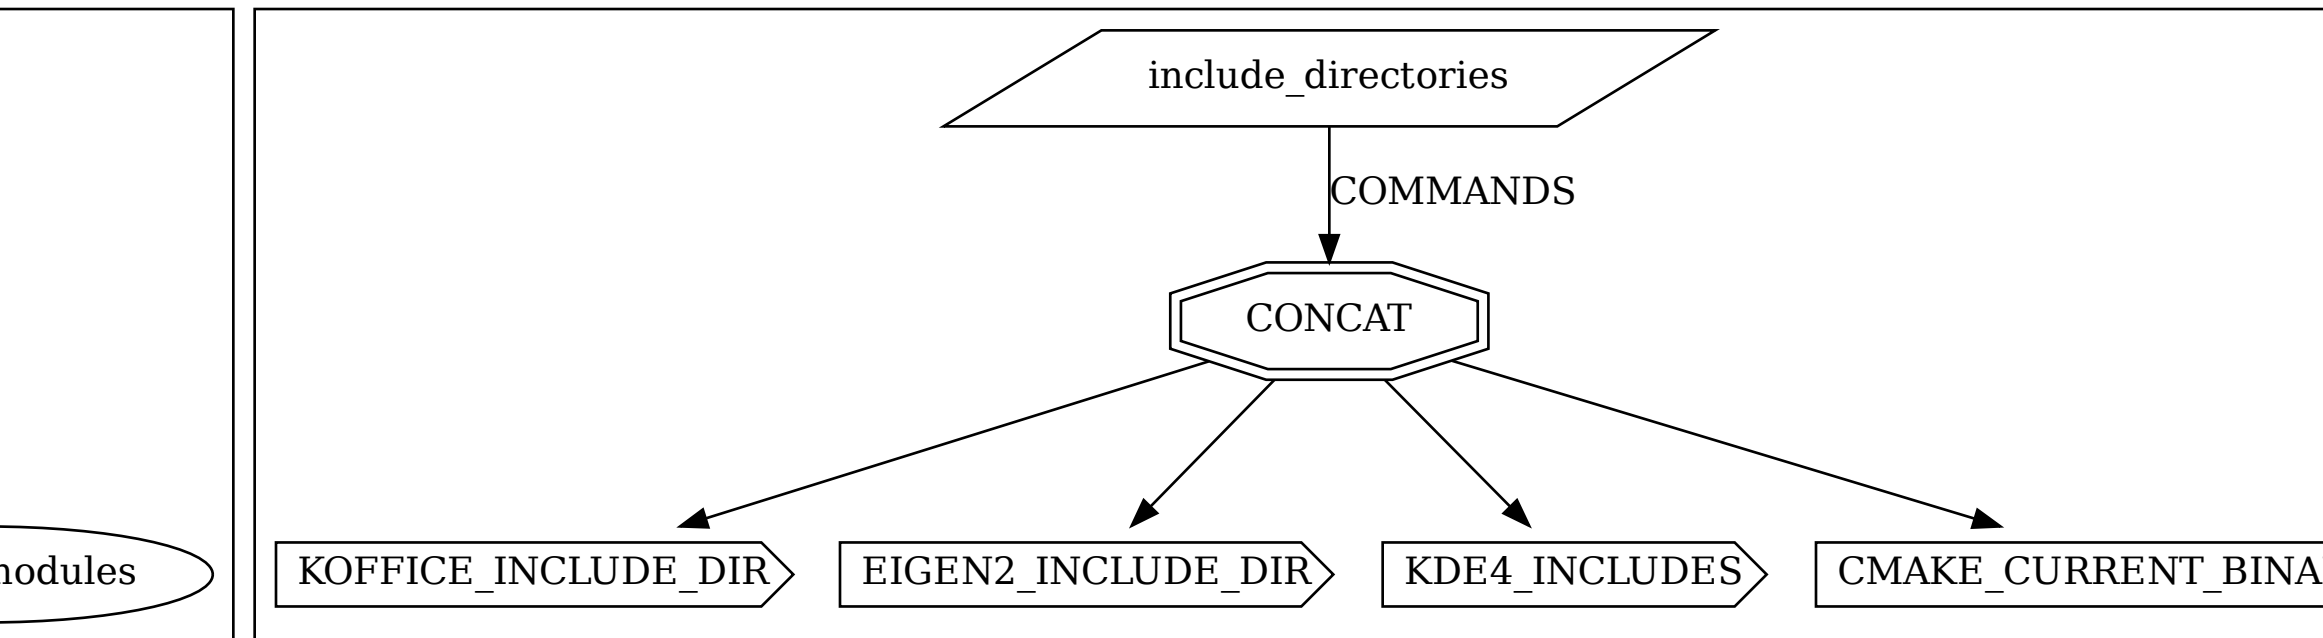 include_directories
COMMANDS
CONCAT
KOFFICE_INCLUDE_DIR
EIGEN2_INCLUDE_DIR
KDE4_INCLUDES